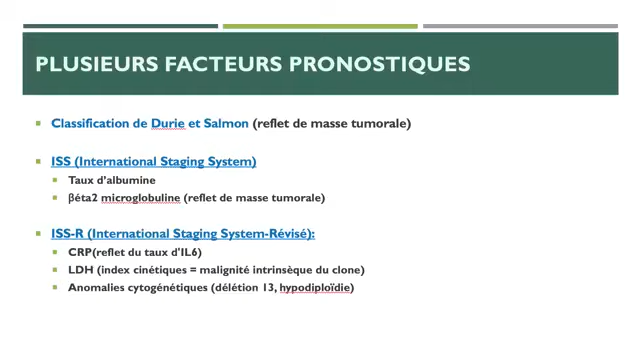 PLUSIEURS FACTEURS PRONOSTIQUES
Classification de Durie et Salmon (reflet de masse tumorale)
ISS (International Staging System)
Taux d'albumine
βéta2 microglobuline (reflet de masse tumorale)
ISS-R (International Staging System-Révisé):
CRP(reflet du taux d'IL6)
LDH (index cinétiques = malignité intrinsèque du clone)
Anomalies cytogénétiques (délétion 13, hypodiploïdie)